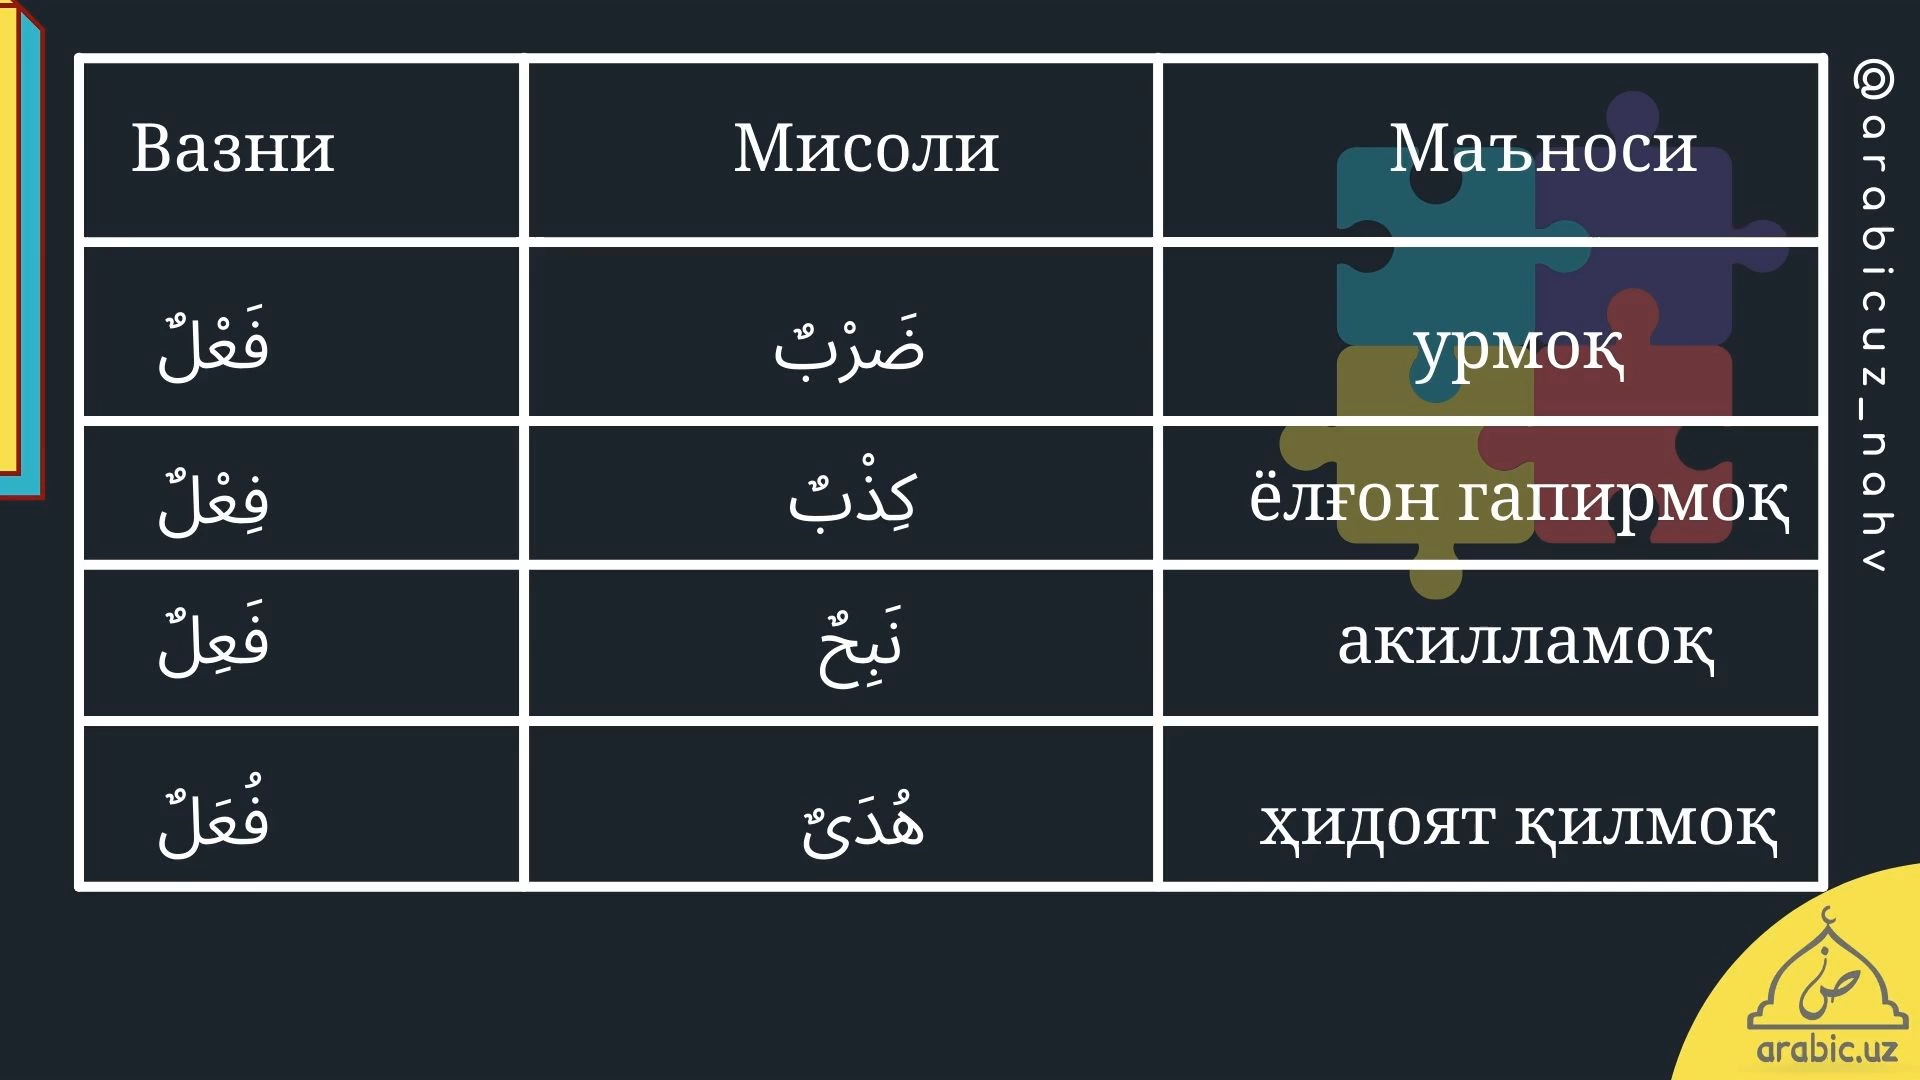 Вазни Мисоли Маъноси
فَعْلٌ ضَرْبٌ урмоқ
فِعْلٌ كِذْبٌ ёлғон гапирмоқ
فَعِلٌ نَبِحٌ акилламоқ
فُعَلٌ هُدَىٌ ҳидоят қилмоқ
@arabicuz_nahv
ض
arabic.uz